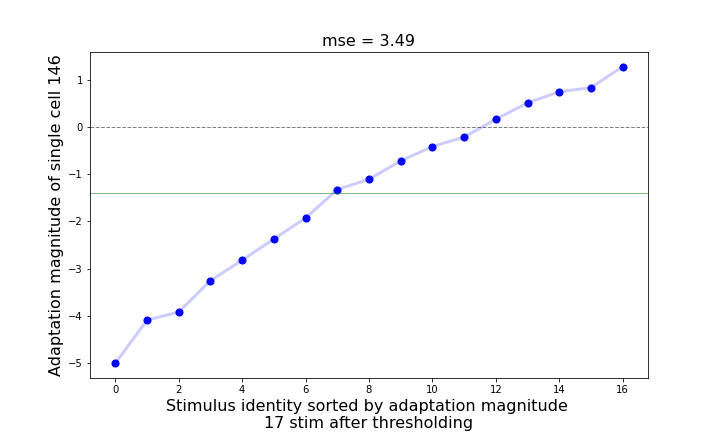 mse = 3.49
Adaptation magnitude of single cell 146
1
0
−1
−2
−3
−4
−5
0 2 4 6 8 10 12 14 16
Stimulus identity sorted by adaptation magnitude
17 stim after thresholding